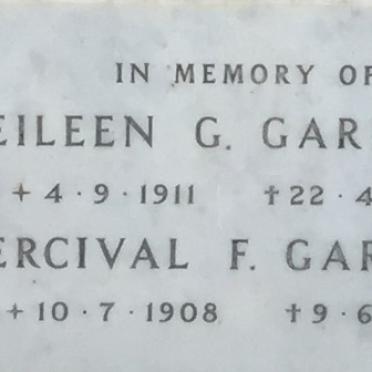 IN MEMORY OF
EILEEN G. GAR
+ 4 · 9 · 1911 †22 · 4
ERCIVAL F. GAR
+ 10 · 7 · 1908 †9 · 6